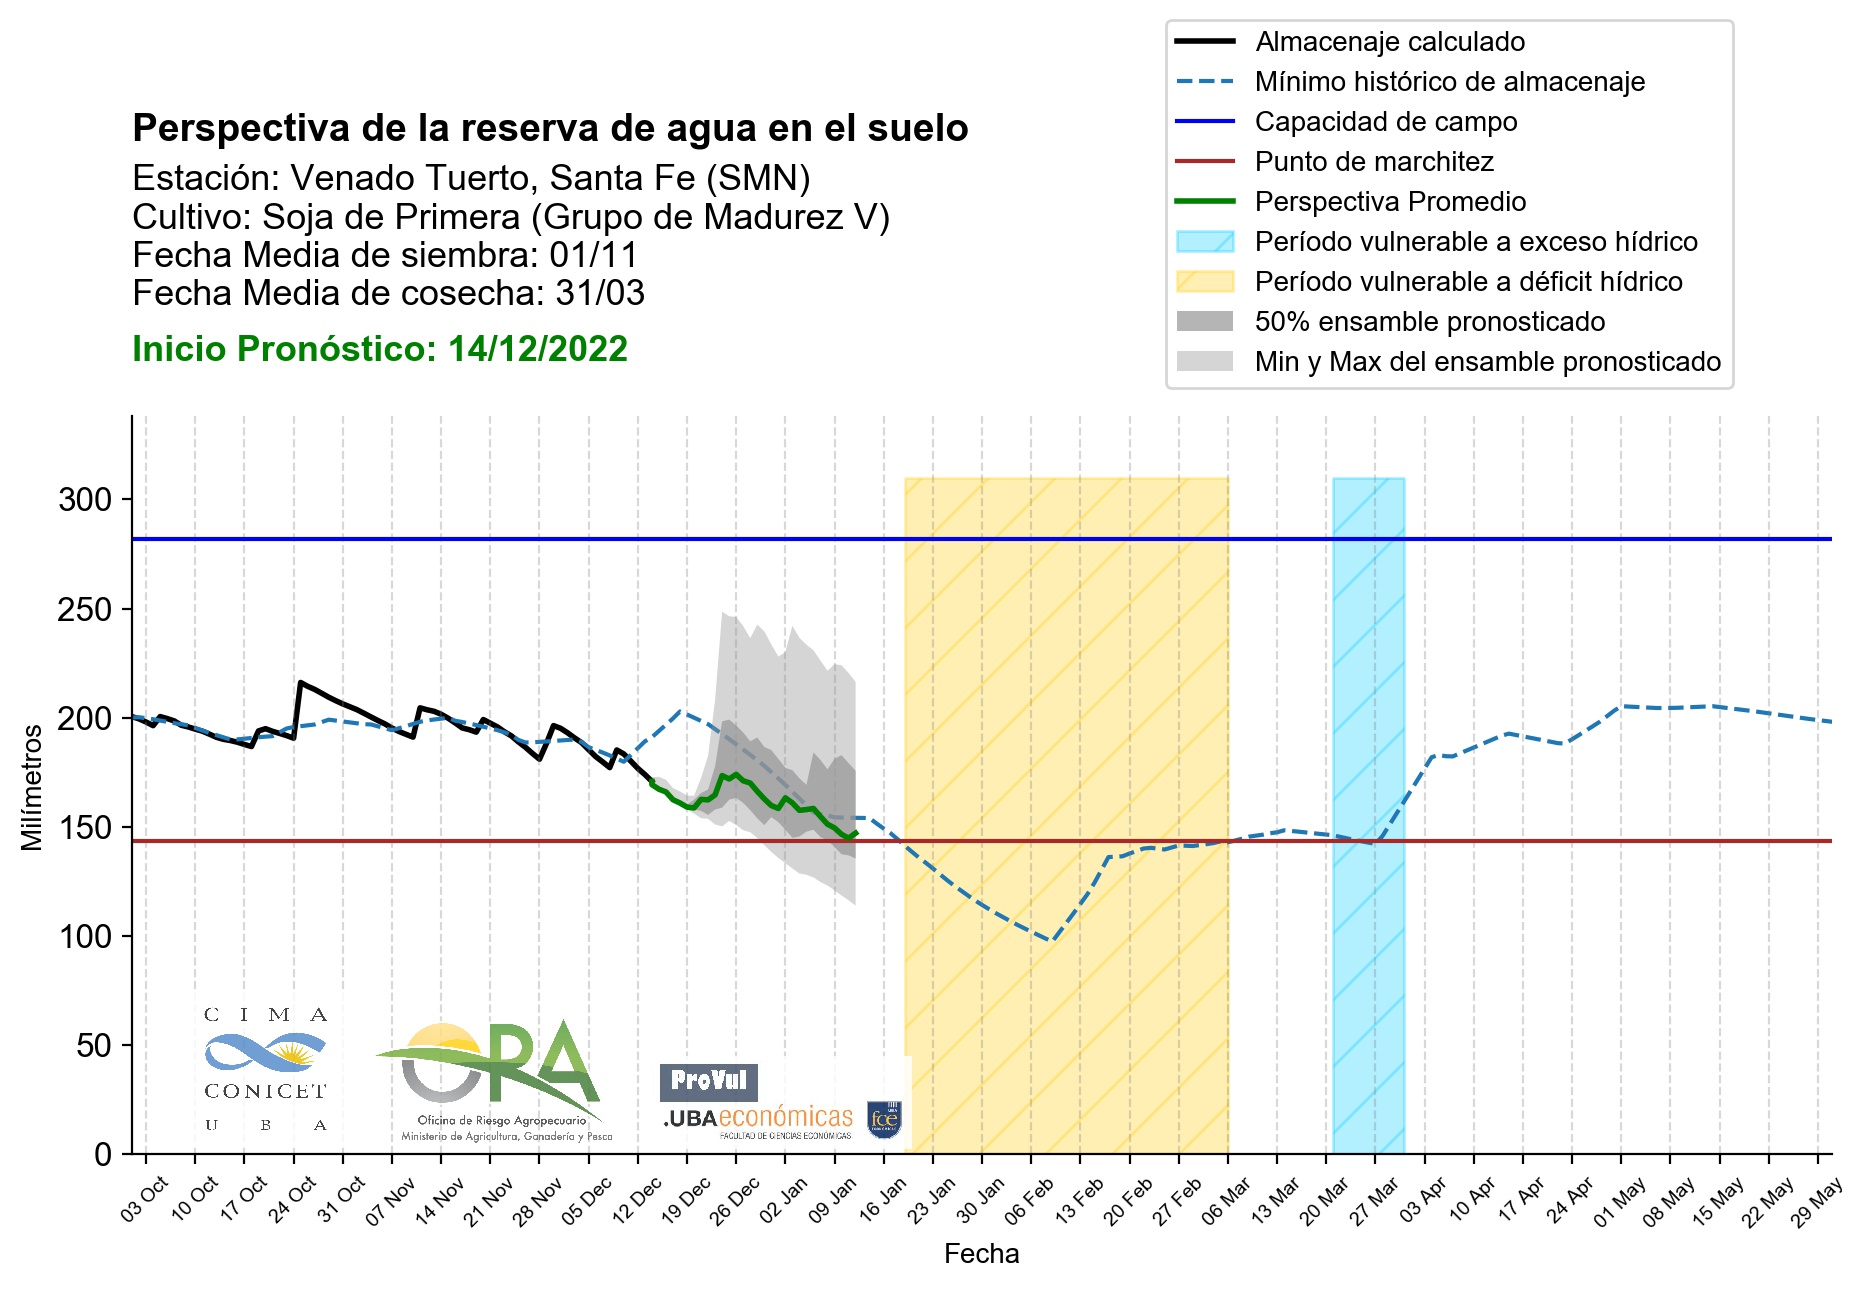 Almacenaje calculado
Mínimo histórico de almacenaje
Capacidad de campo
Punto de marchitez
Perspectiva Promedio
Período vulnerable a exceso hídrico
Período vulnerable a déficit hídrico
50% ensamble pronosticado
Min y Max del ensamble pronosticado
Perspectiva de la reserva de agua en el suelo
Estación: Venado Tuerto, Santa Fe (SMN)
Cultivo: Soja de Primera (Grupo de Madurez V)
Fecha Media de siembra: 01/11
Fecha Media de cosecha: 31/03
Inicio Pronóstico: 14/12/2022
Milímetros
300
250
200
150
100
50
0
CIMA
CONICET
UBA
ORA
Oficina de Riesgo Agropecuario
Ministerio de Agricultura, Ganadería y Pesca
ProVul
.UBAeconómicas
FACULTAD DE CIENCIAS ECONÓMICAS
UBA
fce
ECONÓMICAS
03 Oct
10 Oct
17 Oct
24 Oct
31 Oct
07 Nov
14 Nov
21 Nov
28 Nov
05 Dec
12 Dec
19 Dec
26 Dec
02 Jan
09 Jan
16 Jan
23 Jan
30 Jan
06 Feb
13 Feb
20 Feb
27 Feb
06 Mar
13 Mar
20 Mar
27 Mar
03 Apr
10 Apr
17 Apr
24 Apr
01 May
08 May
15 May
22 May
29 May
Fecha